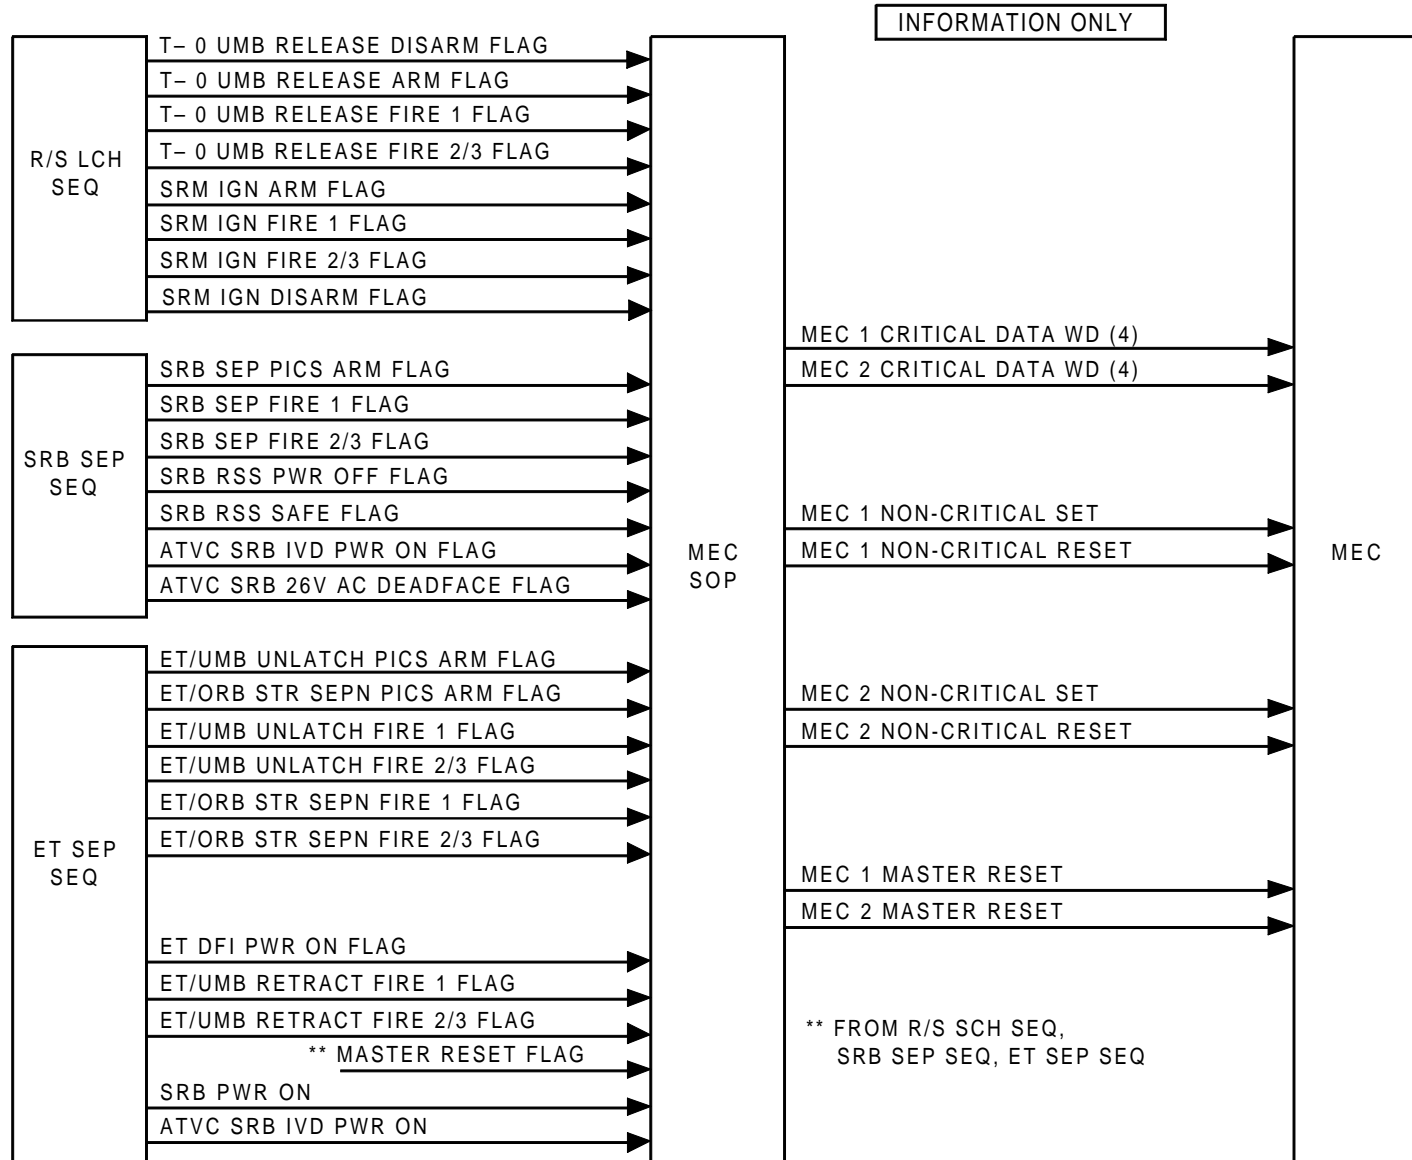 INFORMATION ONLY
R/S LCH
SEQ
T– 0 UMB RELEASE DISARM FLAG
T– 0 UMB RELEASE ARM FLAG
T– 0 UMB RELEASE FIRE 1 FLAG
T– 0 UMB RELEASE FIRE 2/3 FLAG
SRM IGN ARM FLAG
SRM IGN FIRE 1 FLAG
SRM IGN FIRE 2/3 FLAG
SRM IGN DISARM FLAG
SRB SEP
SEQ
SRB SEP PICS ARM FLAG
SRB SEP FIRE 1 FLAG
SRB SEP FIRE 2/3 FLAG
SRB RSS PWR OFF FLAG
SRB RSS SAFE FLAG
ATVC SRB IVD PWR ON FLAG
ATVC SRB 26V AC DEADFACE FLAG
ET SEP
SEQ
ET/UMB UNLATCH PICS ARM FLAG
ET/ORB STR SEPN PICS ARM FLAG
ET/UMB UNLATCH FIRE 1 FLAG
ET/UMB UNLATCH FIRE 2/3 FLAG
ET/ORB STR SEPN FIRE 1 FLAG
ET/ORB STR SEPN FIRE 2/3 FLAG
ET DFI PWR ON FLAG
ET/UMB RETRACT FIRE 1 FLAG
ET/UMB RETRACT FIRE 2/3 FLAG
** MASTER RESET FLAG
SRB PWR ON
ATVC SRB IVD PWR ON
MEC
SOP
MEC 1 CRITICAL DATA WD (4)
MEC 2 CRITICAL DATA WD (4)
MEC 1 NON-CRITICAL SET
MEC 1 NON-CRITICAL RESET
MEC 2 NON-CRITICAL SET
MEC 2 NON-CRITICAL RESET
MEC 1 MASTER RESET
MEC 2 MASTER RESET
** FROM R/S SCH SEQ,
SRB SEP SEQ, ET SEP SEQ
MEC